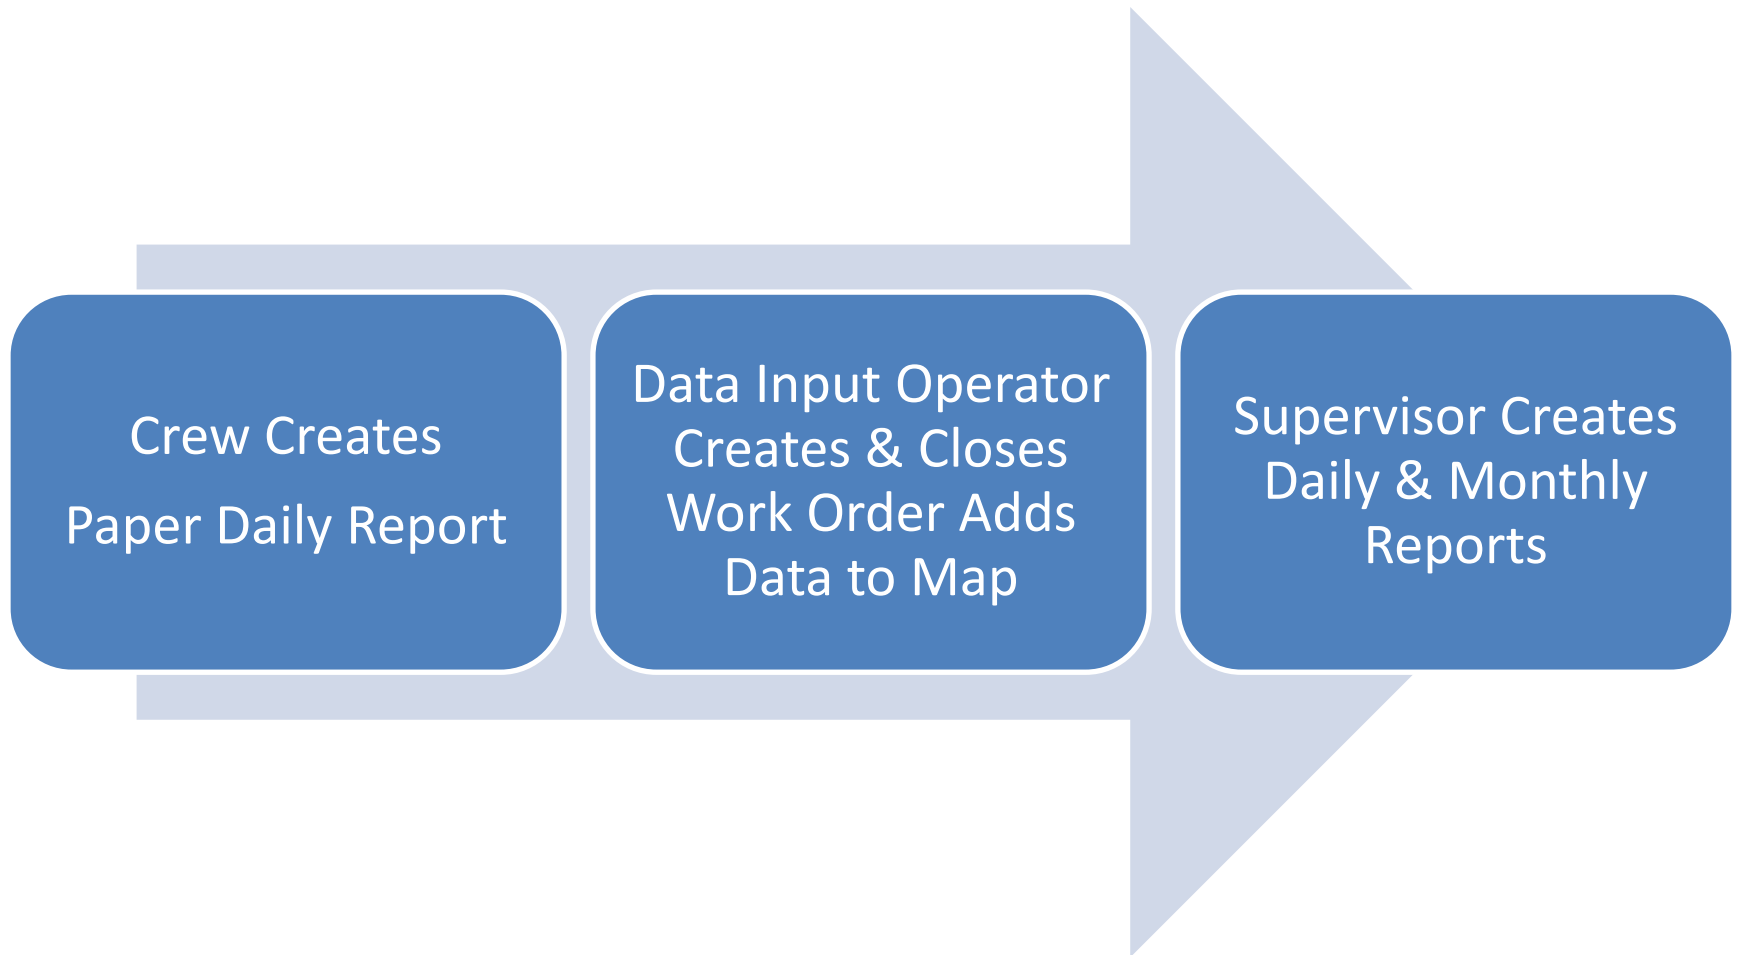 Crew Creates
Paper Daily Report
Data Input Operator
Creates & Closes
Work Order Adds
Data to Map
Supervisor Creates
Daily & Monthly
Reports